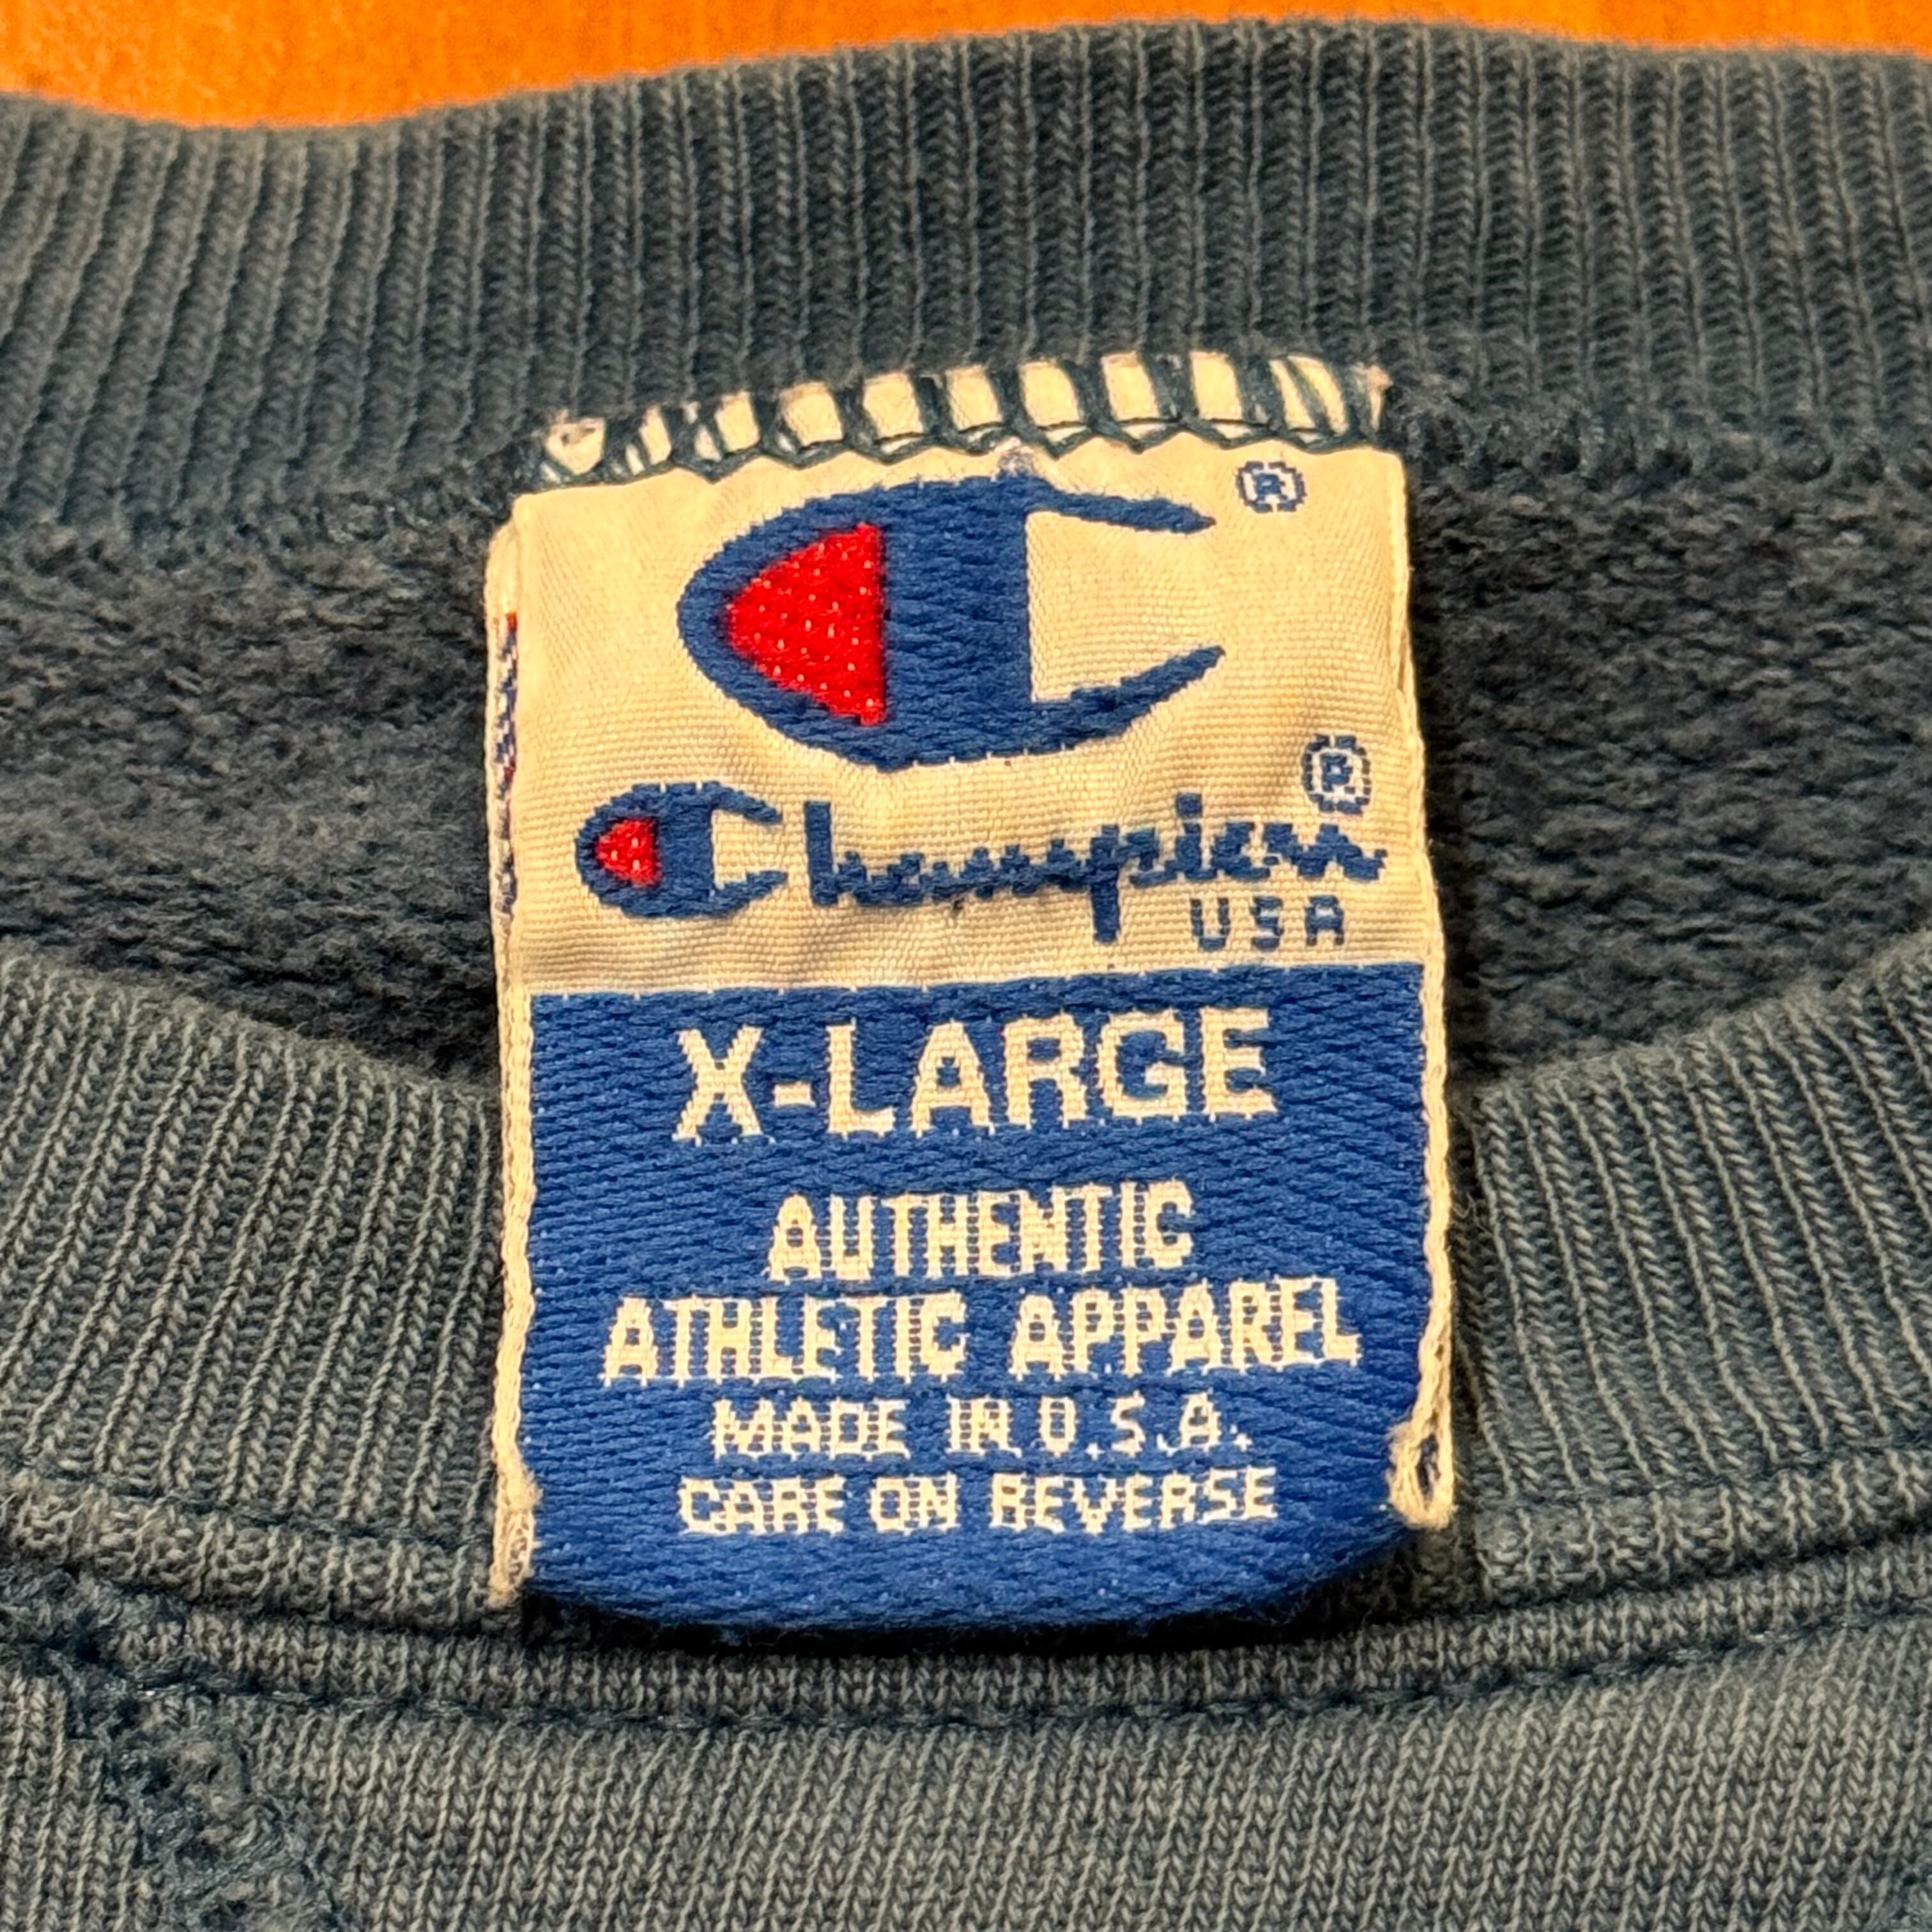 ®
Champion®
USA
X-LARGE
AUTHENTIC
ATHLETIC APPAREL
MADE IN U.S.A.
CARE ON REVERSE